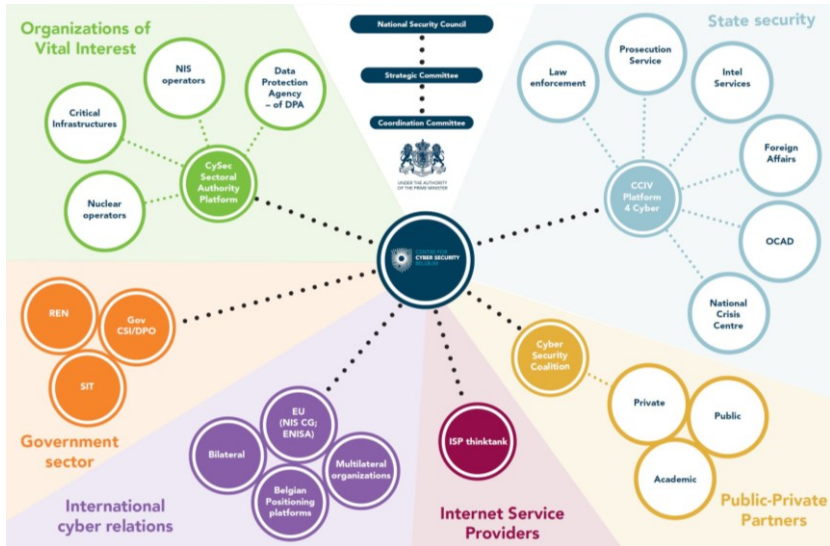 Organizations of
Vital Interest
NIS
operators
Data
Protection
Agency
– of DPA
Critical
Infrastructures
CySec
Sectoral
Authority
Platform
Nuclear
operators
National Security Council
Strategic Committee
Coordination Committee
UNDER THE AUTHORITY
OF THE PRIME MINISTER
CENTRE FOR
CYBER SECURITY
BELGIUM
State security
Prosecution
Service
Law
enforcement
Intel
Services
Foreign
Affairs
CCIV
Platform
4 Cyber
OCAD
National
Crisis
Centre
REN
Gov
CSI/DPO
SIT
Government
sector
EU
(NIS CG;
ENISA)
Bilateral
Multilateral
organizations
Belgian
Positioning
platforms
International
cyber relations
ISP thinktank
Internet Service
Providers
Cyber
Security
Coalition
Private
Public
Academic
Public-Private
Partners